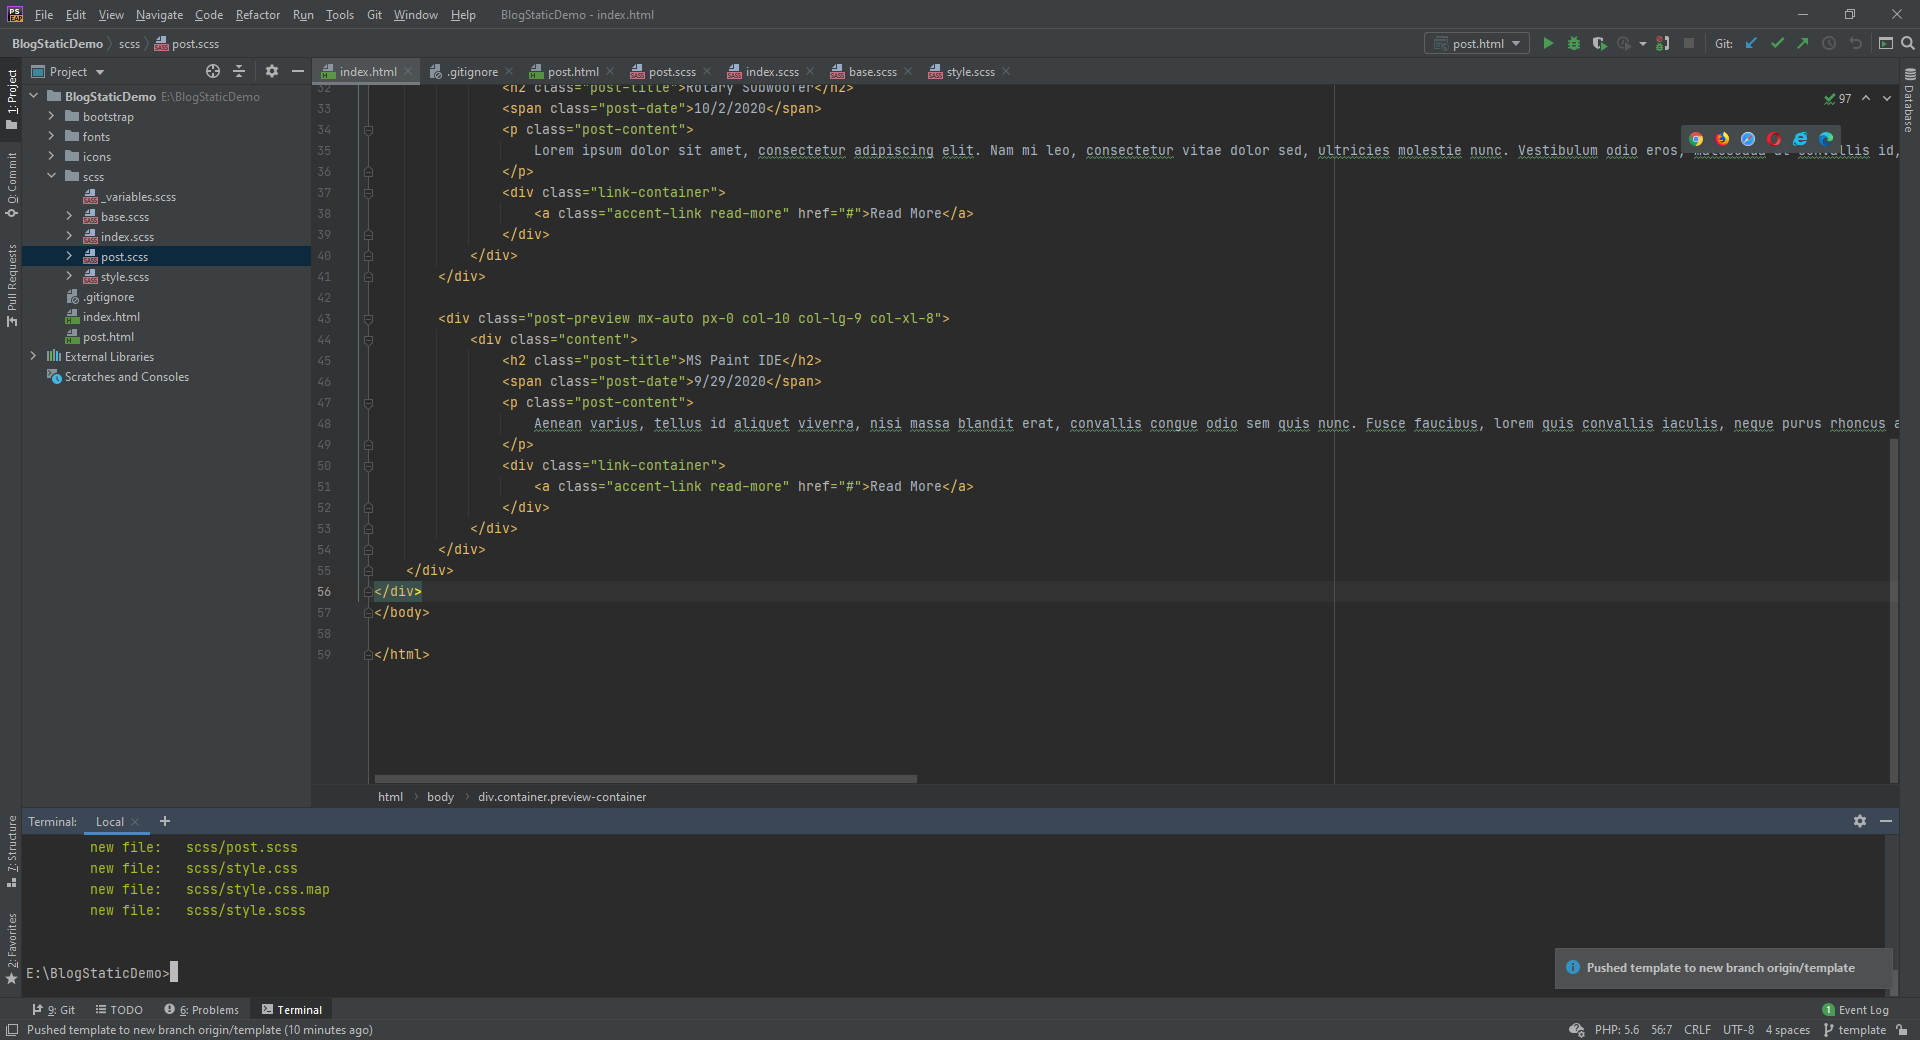 PS EAP File Edit View Navigate Code Refactor Run Tools Git Window Help BlogStaticDemo - index.html
BlogStaticDemo scss post.scss post.html Git:
Project index.html .gitignore post.html post.scss index.scss base.scss style.scss
1: Project
0: Commit
Pull Requests
7: Structure
2: Favorites
Database
BlogStaticDemo E:\BlogStaticDemo
bootstrap
fonts
icons
scss
_variables.scss
base.scss
index.scss
post.scss
style.scss
.gitignore
index.html
post.html
External Libraries
Scratches and Consoles
97
32 <h2 class="post-title">Rotary Subwoofer</h2>
33 <span class="post-date">10/2/2020</span>
34 <p class="post-content">
35 Lorem ipsum dolor sit amet, consectetur adipiscing elit. Nam mi leo, consectetur vitae dolor sed, ultricies molestie nunc. Vestibulum odio eros, malesuada at convallis id,
36 </p>
37 <div class="link-container">
38 <a class="accent-link read-more" href="#">Read More</a>
39 </div>
40 </div>
41 </div>
42
43 <div class="post-preview mx-auto px-0 col-10 col-lg-9 col-xl-8">
44 <div class="content">
45 <h2 class="post-title">MS Paint IDE</h2>
46 <span class="post-date">9/29/2020</span>
47 <p class="post-content">
48 Aenean varius, tellus id aliquet viverra, nisi massa blandit erat, convallis congue odio sem quis nunc. Fusce faucibus, lorem quis convallis iaculis, neque purus rhoncus a
49 </p>
50 <div class="link-container">
51 <a class="accent-link read-more" href="#">Read More</a>
52 </div>
53 </div>
54 </div>
55 </div>
56 </div>
57 </body>
58
59 </html>
html body div.container.preview-container
Terminal: Local
new file: scss/post.scss
new file: scss/style.css
new file: scss/style.css.map
new file: scss/style.scss
E:\BlogStaticDemo>
Pushed template to new branch origin/template
9: Git TODO 6: Problems Terminal 1 Event Log
Pushed template to new branch origin/template (10 minutes ago) PHP: 5.6 56:7 CRLF UTF-8 4 spaces template